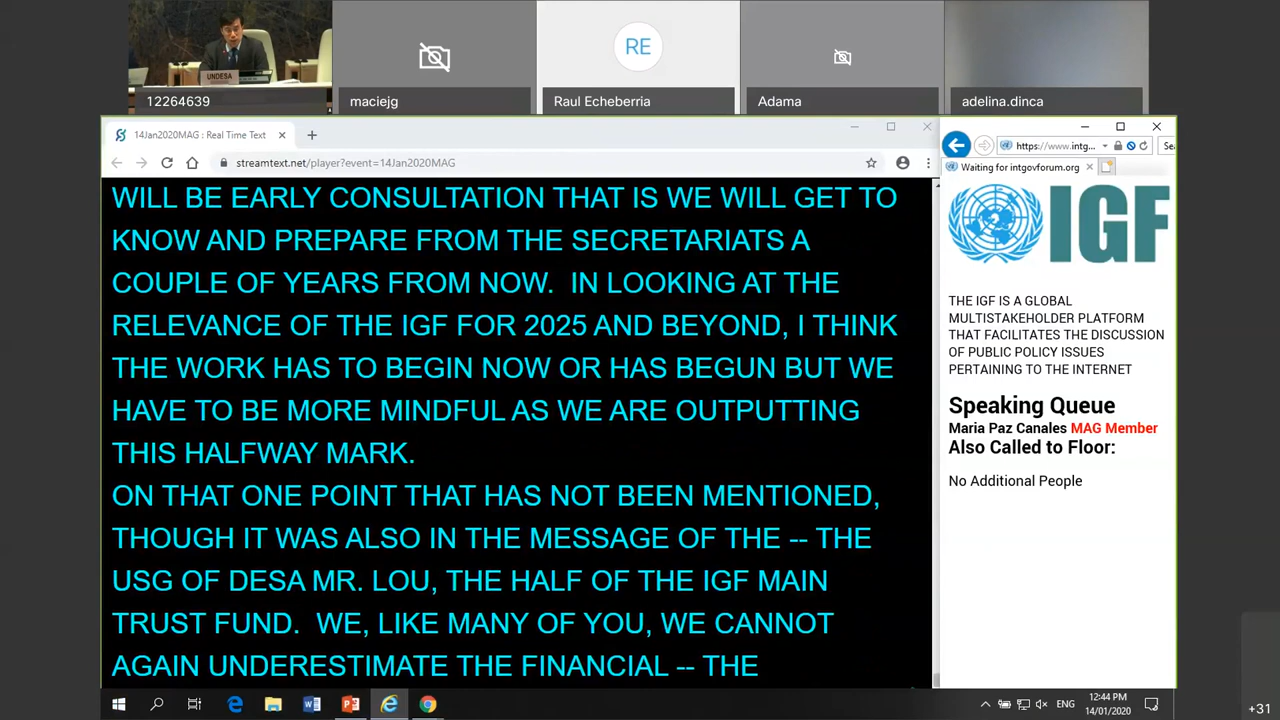 UNDESA
12264639
maciejg
RE
Raul Echeberria
Adama
adelina.dinca
14Jan2020MAG : Real Time Text
streamtext.net/player?event=14Jan2020MAG
WILL BE EARLY CONSULTATION THAT IS WE WILL GET TO
KNOW AND PREPARE FROM THE SECRETARIATS A
COUPLE OF YEARS FROM NOW.  IN LOOKING AT THE
RELEVANCE OF THE IGF FOR 2025 AND BEYOND, I THINK
THE WORK HAS TO BEGIN NOW OR HAS BEGUN BUT WE
HAVE TO BE MORE MINDFUL AS WE ARE OUTPUTTING
THIS HALFWAY MARK.
ON THAT ONE POINT THAT HAS NOT BEEN MENTIONED,
THOUGH IT WAS ALSO IN THE MESSAGE OF THE -- THE
USG OF DESA MR. LOU, THE HALF OF THE IGF MAIN
TRUST FUND.  WE, LIKE MANY OF YOU, WE CANNOT
AGAIN UNDERESTIMATE THE FINANCIAL -- THE
https://www.intg...
Sea
Waiting for intgovforum.org
IGF
THE IGF IS A GLOBAL
MULTISTAKEHOLDER PLATFORM
THAT FACILITATES THE DISCUSSION
OF PUBLIC POLICY ISSUES
PERTAINING TO THE INTERNET
Speaking Queue
Maria Paz Canales MAG Member
Also Called to Floor:
No Additional People
ENG
12:44 PM
14/01/2020
+31